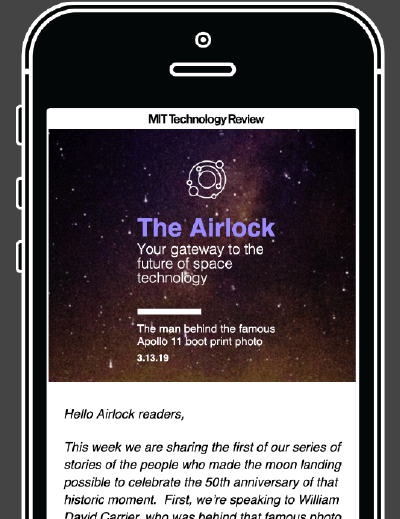 MIT Technology Review
The Airlock
Your gateway to the
future of space
technology
The man behind the famous
Apollo 11 boot print photo
3.13.19
Hello Airlock readers,
This week we are sharing the first of our series of
stories of the people who made the moon landing
possible to celebrate the 50th anniversary of that
historic moment. First, we're speaking to William
David Carrier, who was behind that famous photo